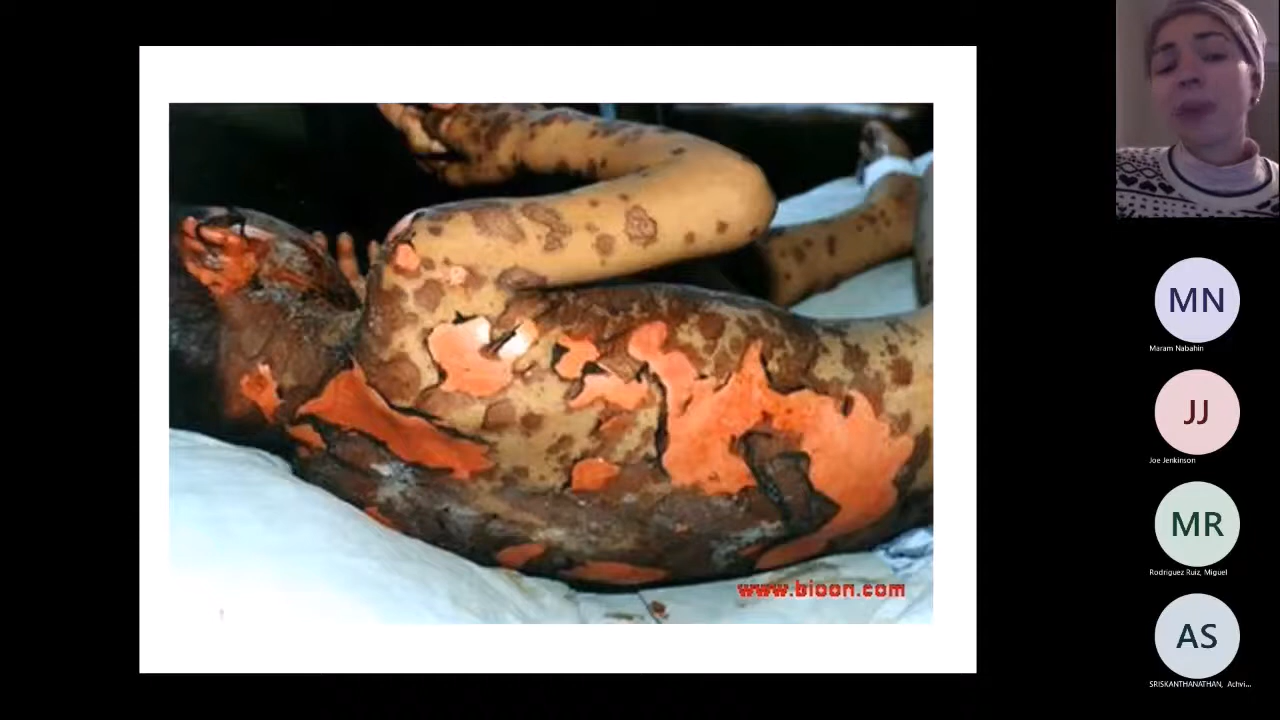 www.bioon.com
MN
Maram Nabahin
JJ
Joe Jenkinson
MR
Rodriguez Ruiz, Miguel
AS
SRISKANTHANATHAN, Achvi...